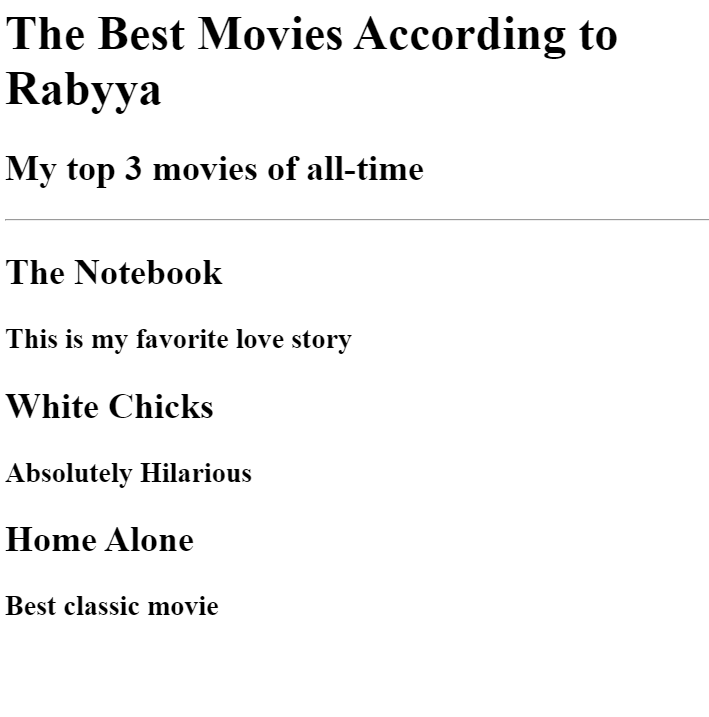 The Best Movies According to
Rabyya
My top 3 movies of all-time
The Notebook
This is my favorite love story
White Chicks
Absolutely Hilarious
Home Alone
Best classic movie